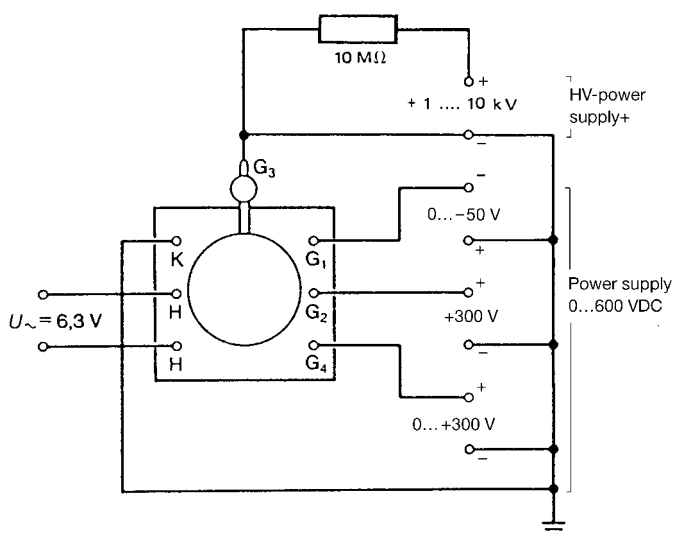 10 MΩ
+
+ 1 .... 10 kV
HV-power
supply+
−
G₃
−
0...−50 V
K
G₁
+
Power supply
0...600 VDC
+
H
G₂
+300 V
U∼= 6,3 V
−
H
G₄
+
0...+300 V
−